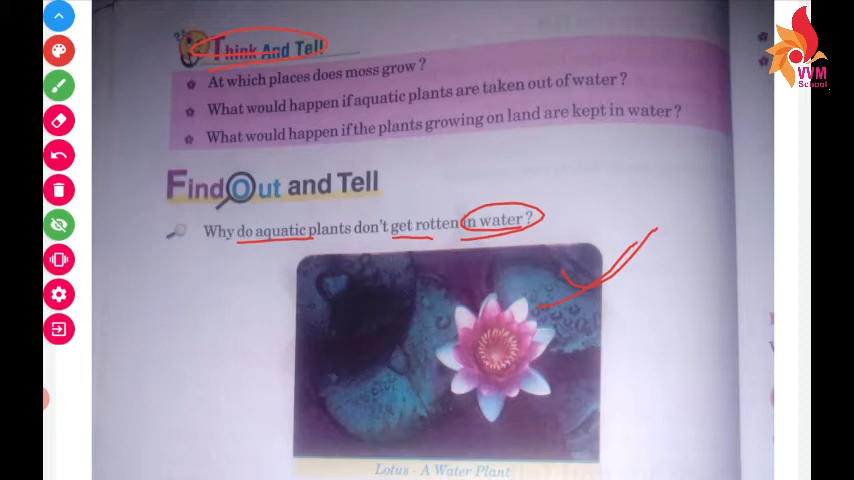 Think And Tell
At which places does moss grow ?
What would happen if aquatic plants are taken out of water ?
What would happen if the plants growing on land are kept in water ?
Find Out and Tell
Why do aquatic plants don't get rotten in water ?
Lotus - A Water Plant
VVM
School